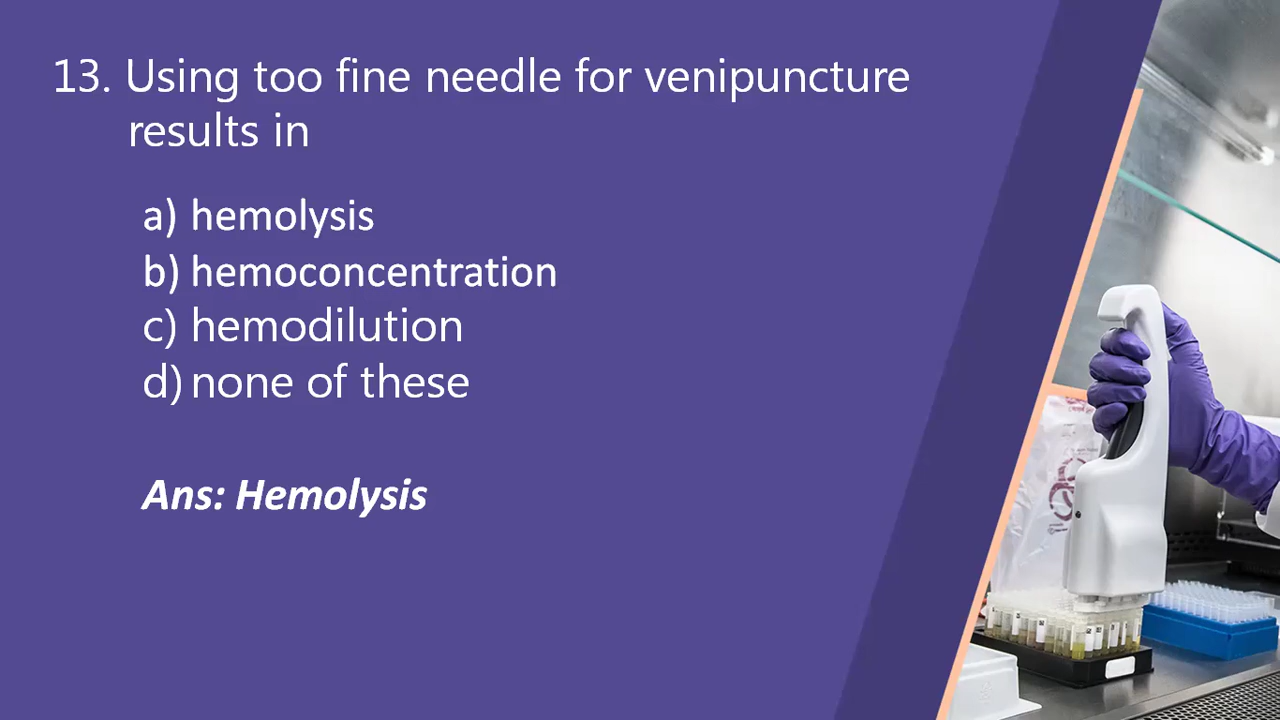 13. Using too fine needle for venipuncture
results in
a) hemolysis
b) hemoconcentration
c) hemodilution
d) none of these
Ans: Hemolysis